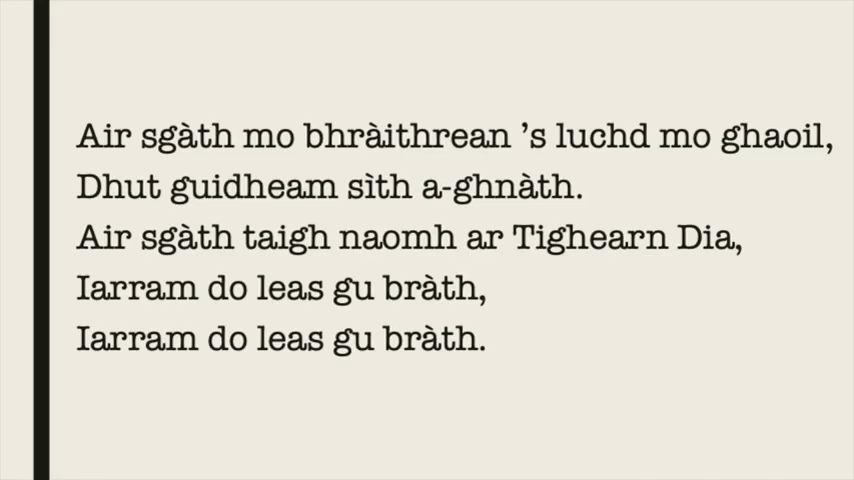 Air sgàth mo bhràithrean ’s luchd mo ghaoil,
Dhut guidheam sìth a-ghnàth.
Air sgàth taigh naomh ar Tighearn Dia,
Iarram do leas gu bràth,
Iarram do leas gu bràth.